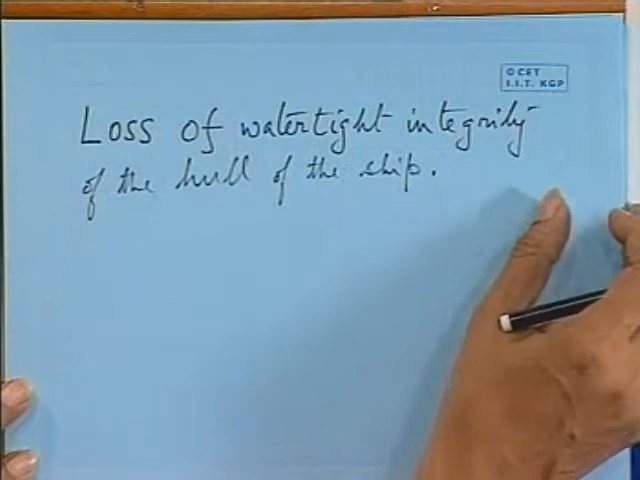 © CET
I.I.T. KGP
Loss of watertight integrity
of the hull of the ship.